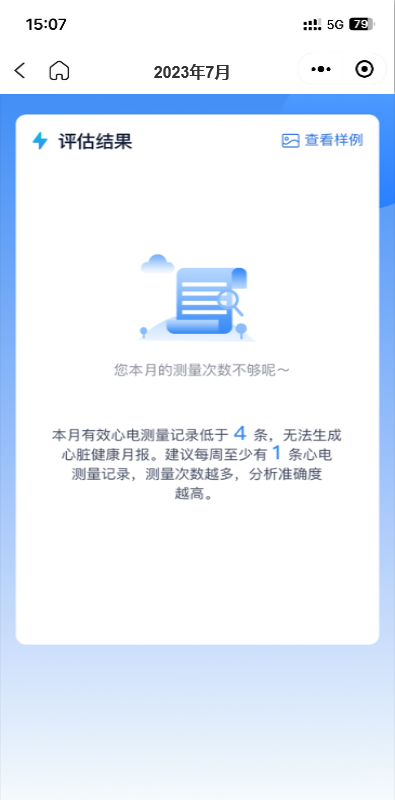 15:07
5G 79
2023年7月
评估结果
查看样例
您本月的测量次数不够呢～
本月有效心电测量记录低于 4 条，无法生成
心脏健康月报。建议每周至少有 1 条心电
测量记录，测量次数越多，分析准确度
越高。